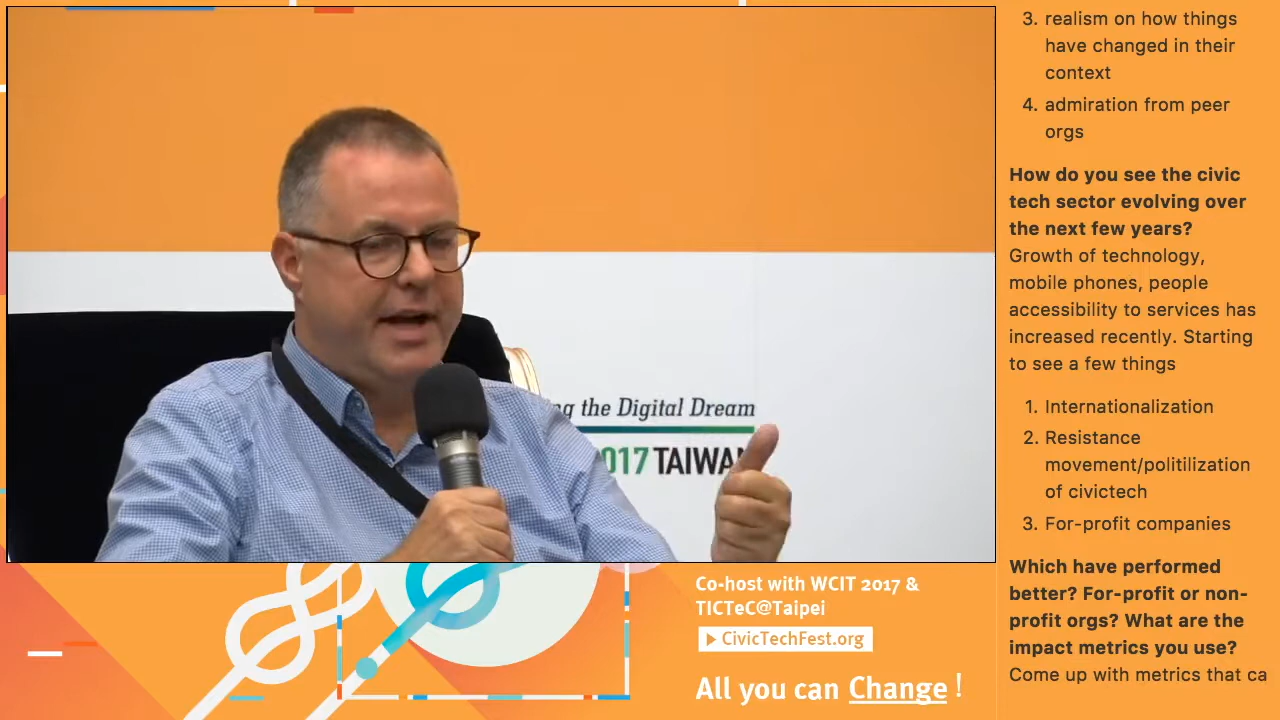 ng the Digital Dream
2017 TAIWA
Co-host with WCIT 2017 &
TICTeC@Taipei
CivicTechFest.org
All you can Change !
3. realism on how things
have changed in their
context
4. admiration from peer
orgs
How do you see the civic
tech sector evolving over
the next few years?
Growth of technology,
mobile phones, people
accessibility to services has
increased recently. Starting
to see a few things
1. Internationalization
2. Resistance
movement/politilization
of civictech
3. For-profit companies
Which have performed
better? For-profit or non-
profit orgs? What are the
impact metrics you use?
Come up with metrics that ca